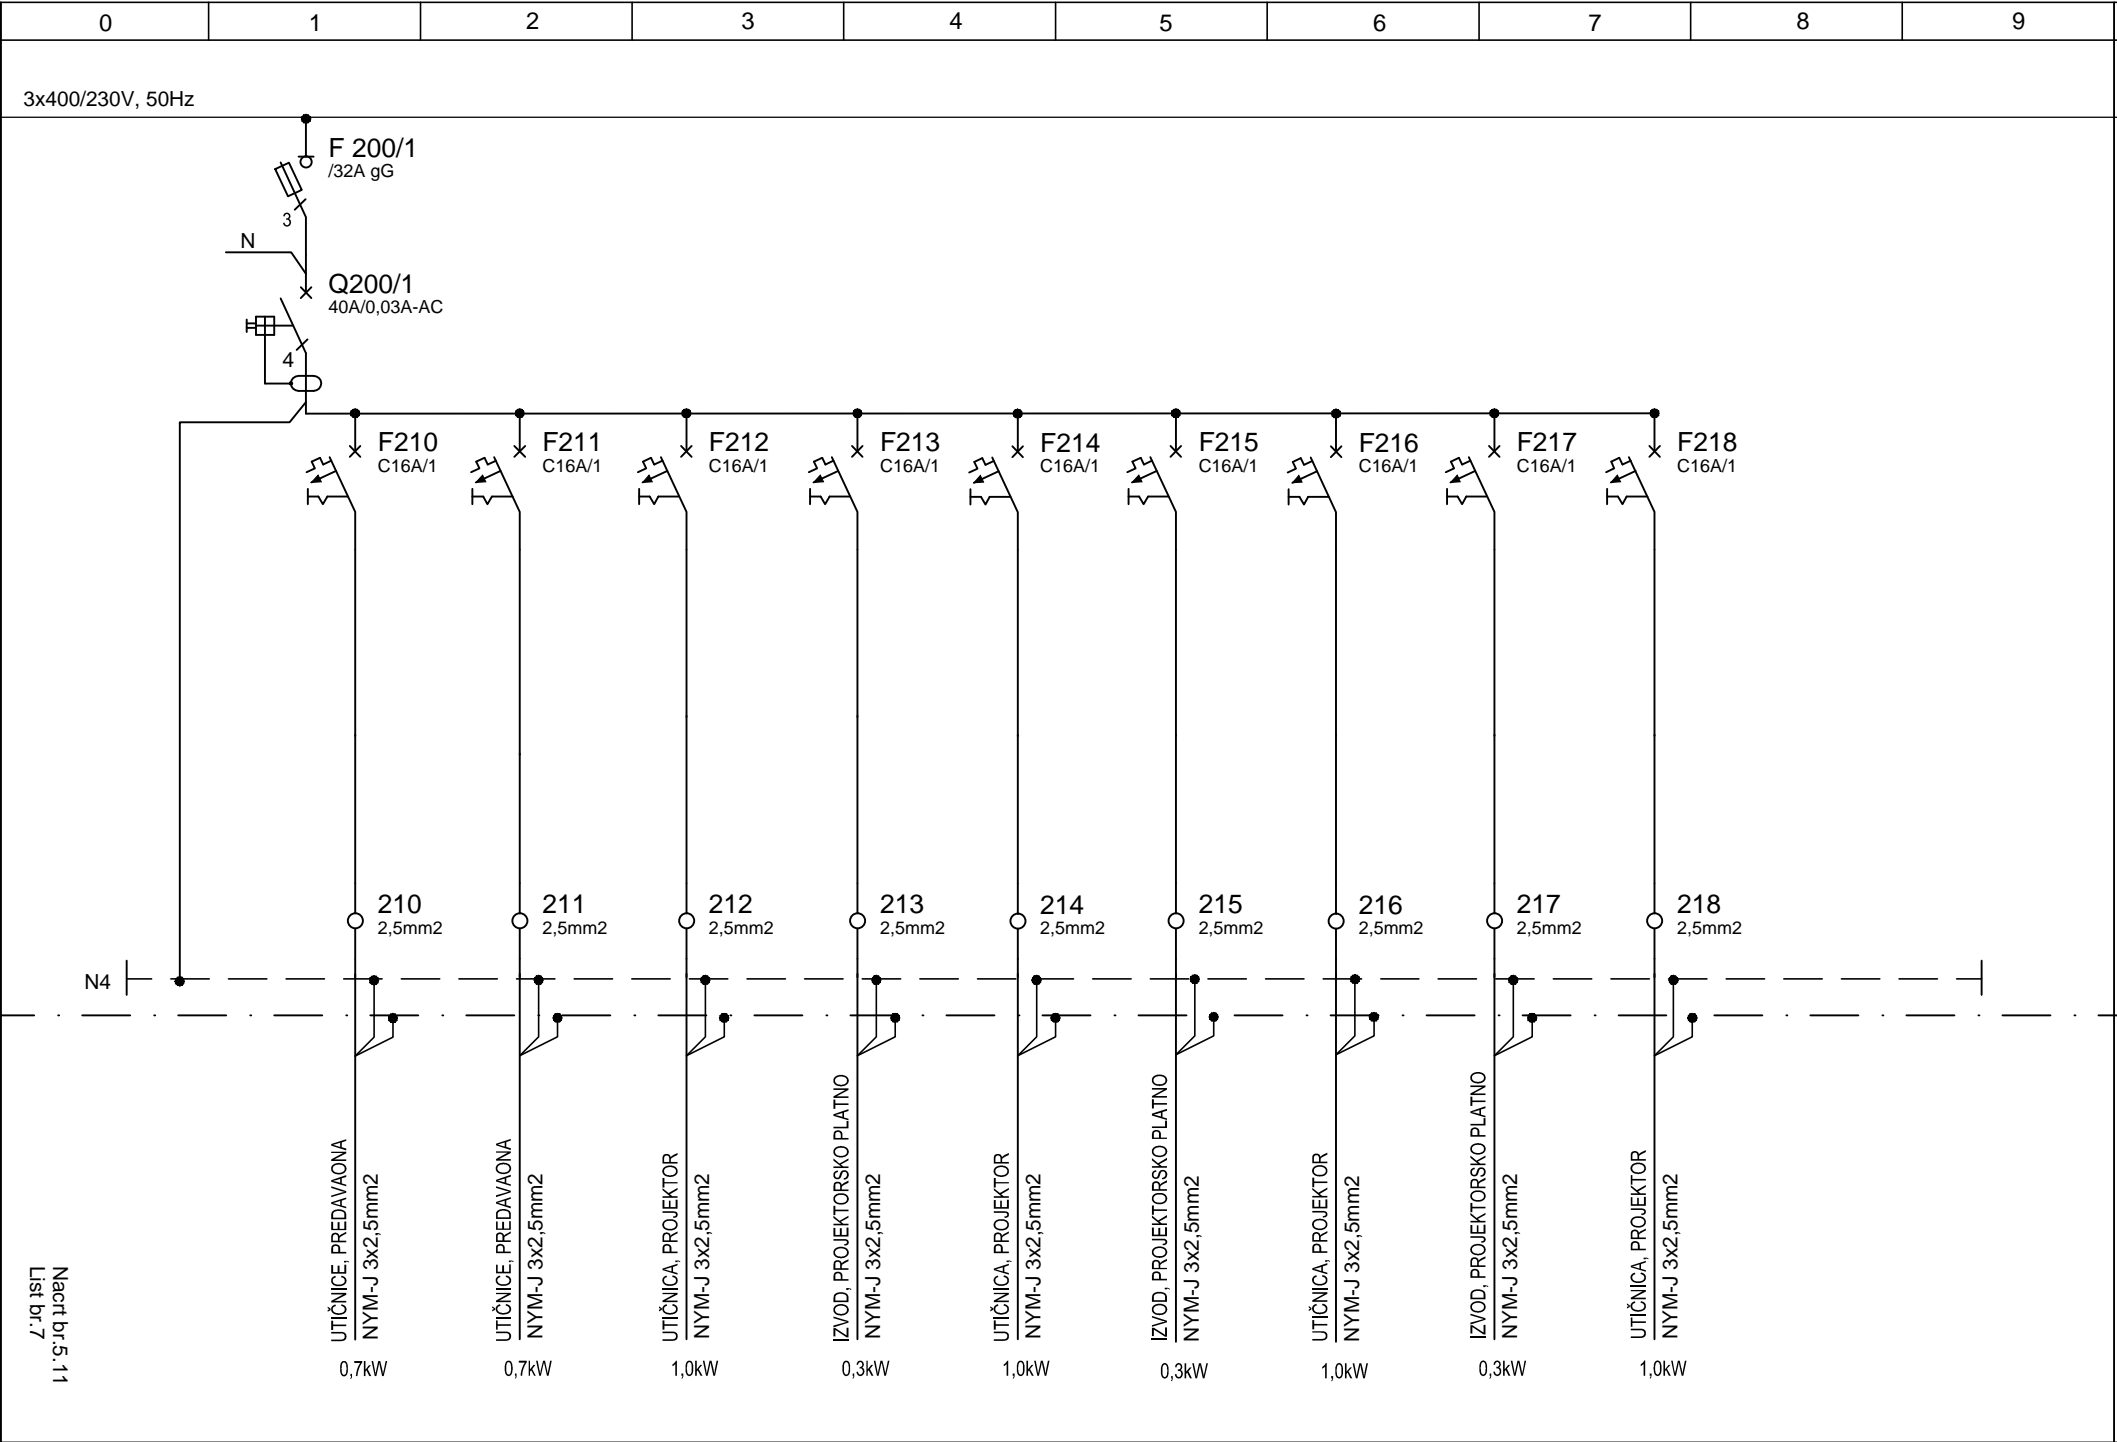 0 1 2 3 4 5 6 7 8 9
3x400/230V, 50Hz
F 200/1
/32A gG
3
N
Q200/1
40A/0,03A-AC
4
F210 F211 F212 F213 F214 F215 F216 F217 F218
C16A/1 C16A/1 C16A/1 C16A/1 C16A/1 C16A/1 C16A/1 C16A/1 C16A/1
210 211 212 213 214 215 216 217 218
2,5mm2 2,5mm2 2,5mm2 2,5mm2 2,5mm2 2,5mm2 2,5mm2 2,5mm2 2,5mm2
N4
UTIČNICE, PREDAVAONA
NYM-J 3x2,5mm2
UTIČNICE, PREDAVAONA
NYM-J 3x2,5mm2
UTIČNICA, PROJEKTOR
NYM-J 3x2,5mm2
IZVOD, PROJEKTORSKO PLATNO
NYM-J 3x2,5mm2
UTIČNICA, PROJEKTOR
NYM-J 3x2,5mm2
IZVOD, PROJEKTORSKO PLATNO
NYM-J 3x2,5mm2
UTIČNICA, PROJEKTOR
NYM-J 3x2,5mm2
IZVOD, PROJEKTORSKO PLATNO
NYM-J 3x2,5mm2
UTIČNICA, PROJEKTOR
NYM-J 3x2,5mm2
0,7kW 0,7kW 1,0kW 0,3kW 1,0kW 0,3kW 1,0kW 0,3kW 1,0kW
Nacrt br.5.11
List br.7